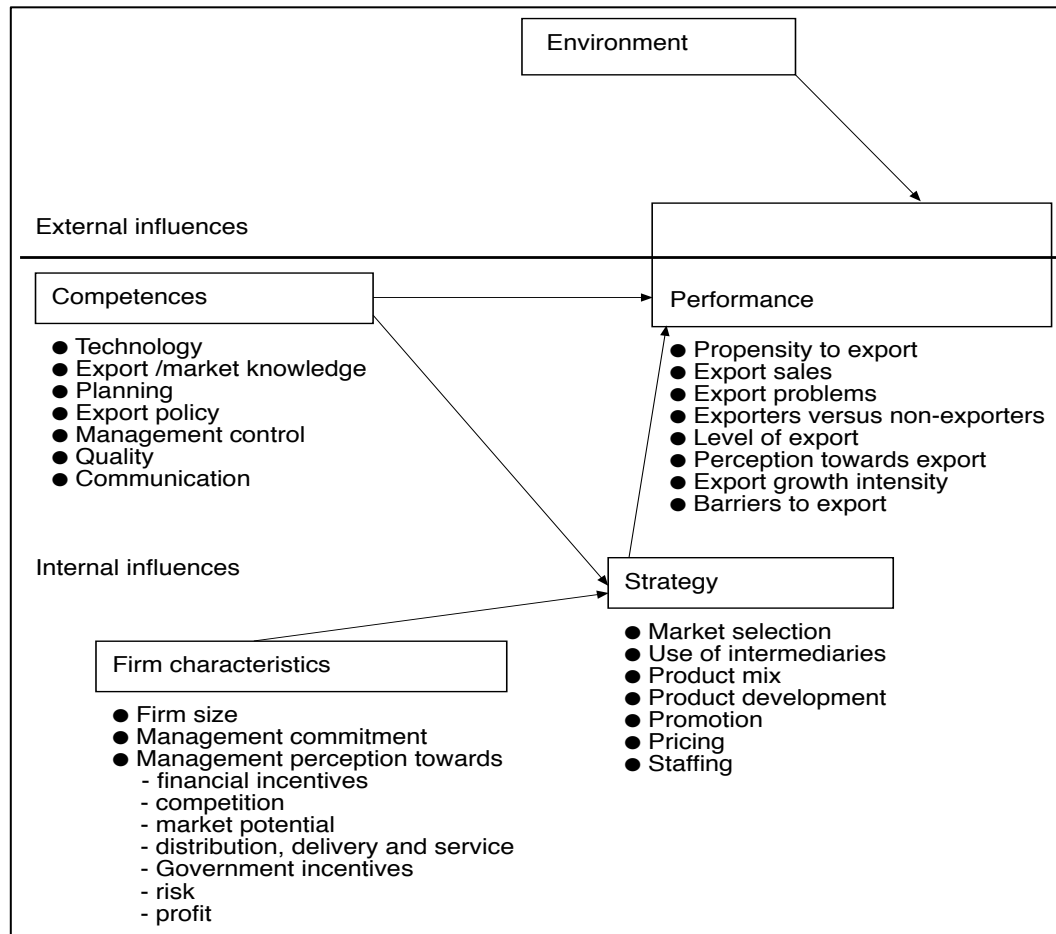 Environment
External influences
Competences
Performance
● Technology
● Export /market knowledge
● Planning
● Export policy
● Management control
● Quality
● Communication
● Propensity to export
● Export sales
● Export problems
● Exporters versus non-exporters
● Level of export
● Perception towards export
● Export growth intensity
● Barriers to export
Internal influences
Strategy
● Market selection
● Use of intermediaries
● Product mix
● Product development
● Promotion
● Pricing
● Staffing
Firm characteristics
● Firm size
● Management commitment
● Management perception towards
- financial incentives
- competition
- market potential
- distribution, delivery and service
- Government incentives
- risk
- profit